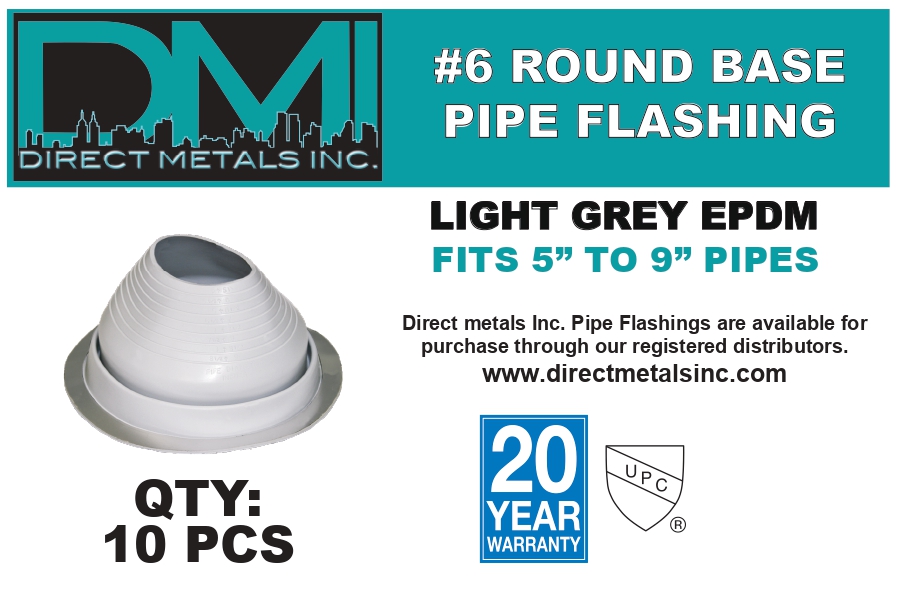 DMI
DIRECT METALS INC.
#6 ROUND BASE
PIPE FLASHING
LIGHT GREY EPDM
FITS 5” TO 9” PIPES
Direct metals Inc. Pipe Flashings are available for
purchase through our registered distributors.
www.directmetalsinc.com
QTY:
10 PCS
20
YEAR
WARRANTY
UPC
®